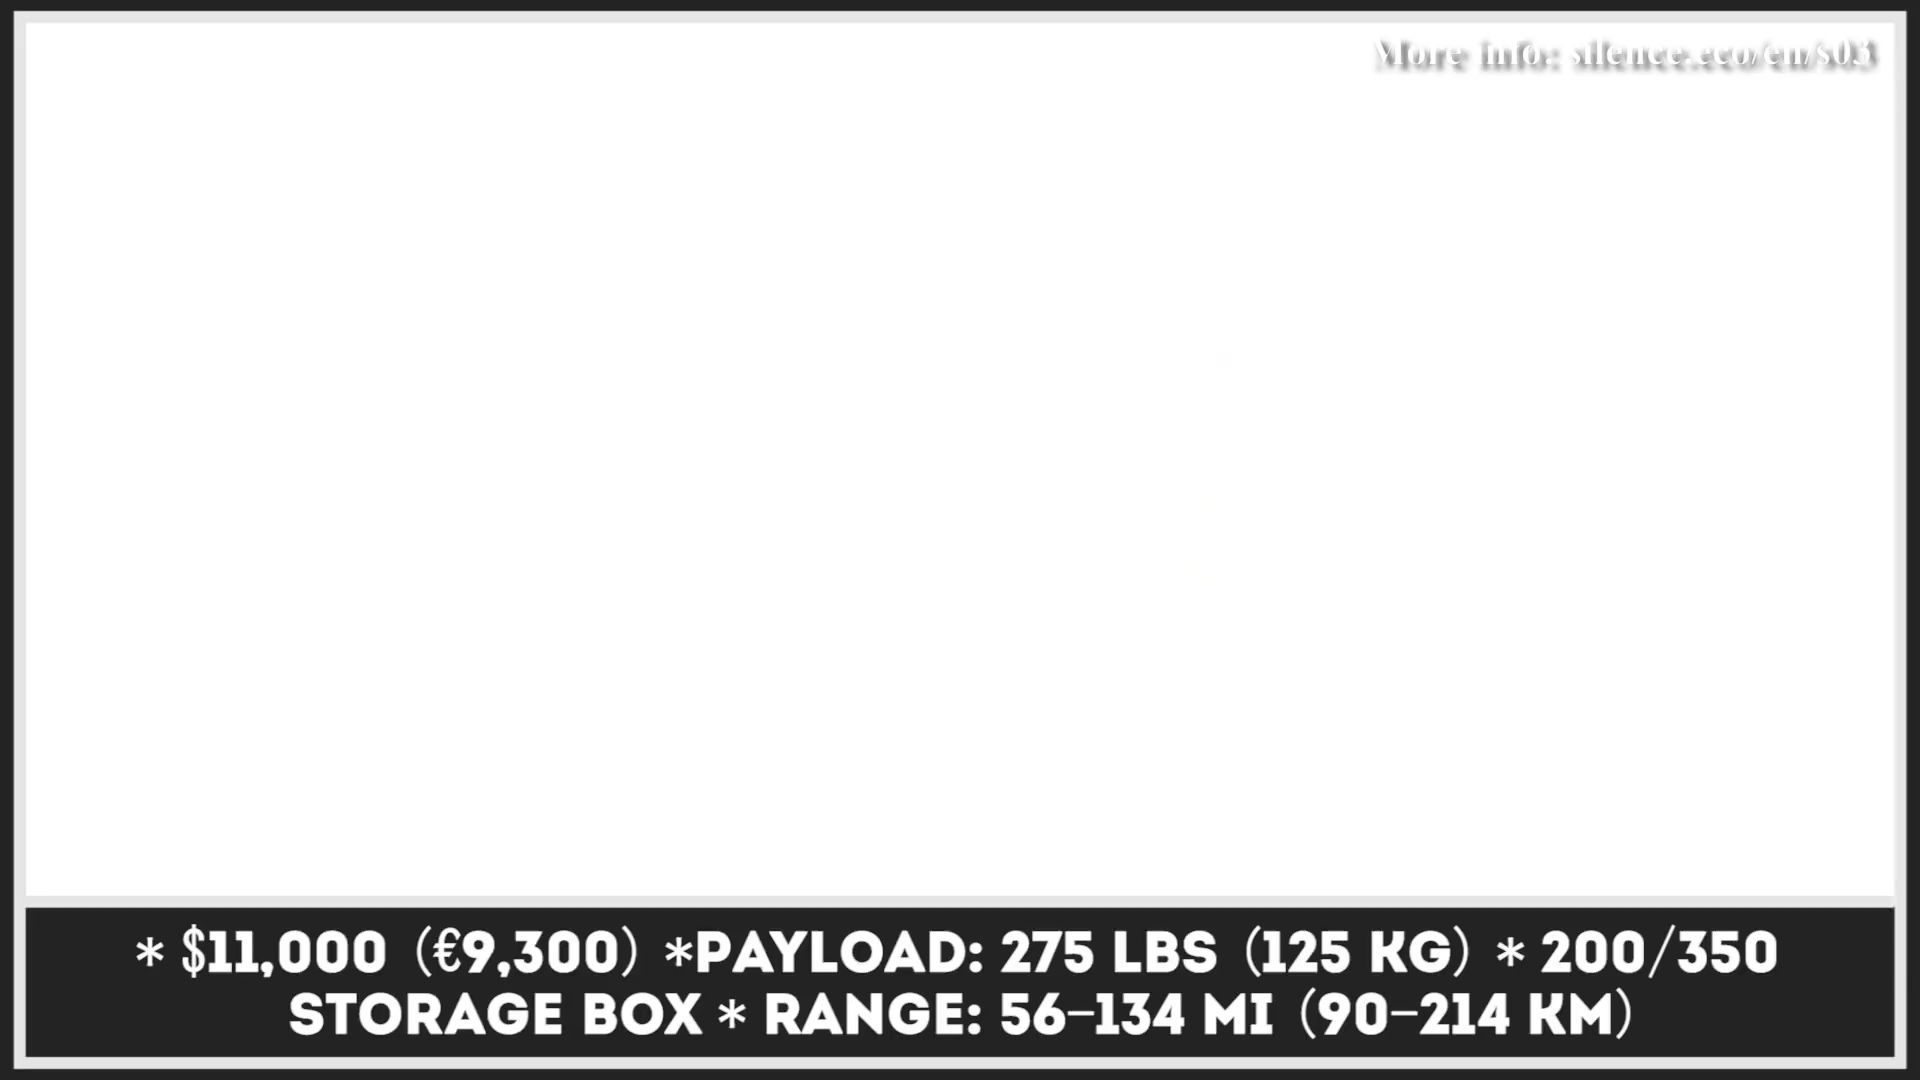 More info: silence.eco/en/s03
* $11,000 (€9,300) *PAYLOAD: 275 LBS (125 KG) * 200/350
STORAGE BOX * RANGE: 56–134 MI (90–214 KM)